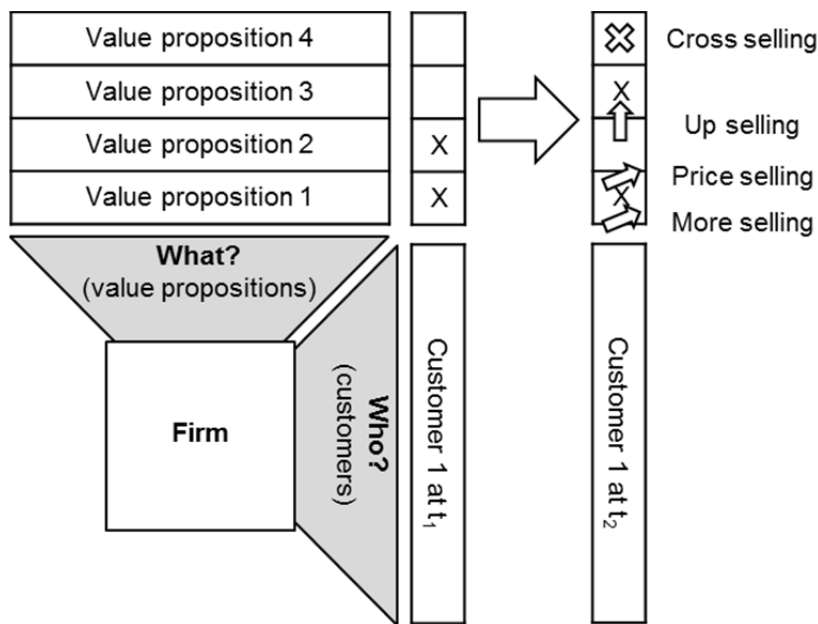 Value proposition 4
Cross selling
Value proposition 3
X
Up selling
Value proposition 2
X
Price selling
Value proposition 1
X
X
More selling
What?
(value propositions)
Firm
Who?
(customers)
Customer 1 at t₁
Customer 1 at t₂